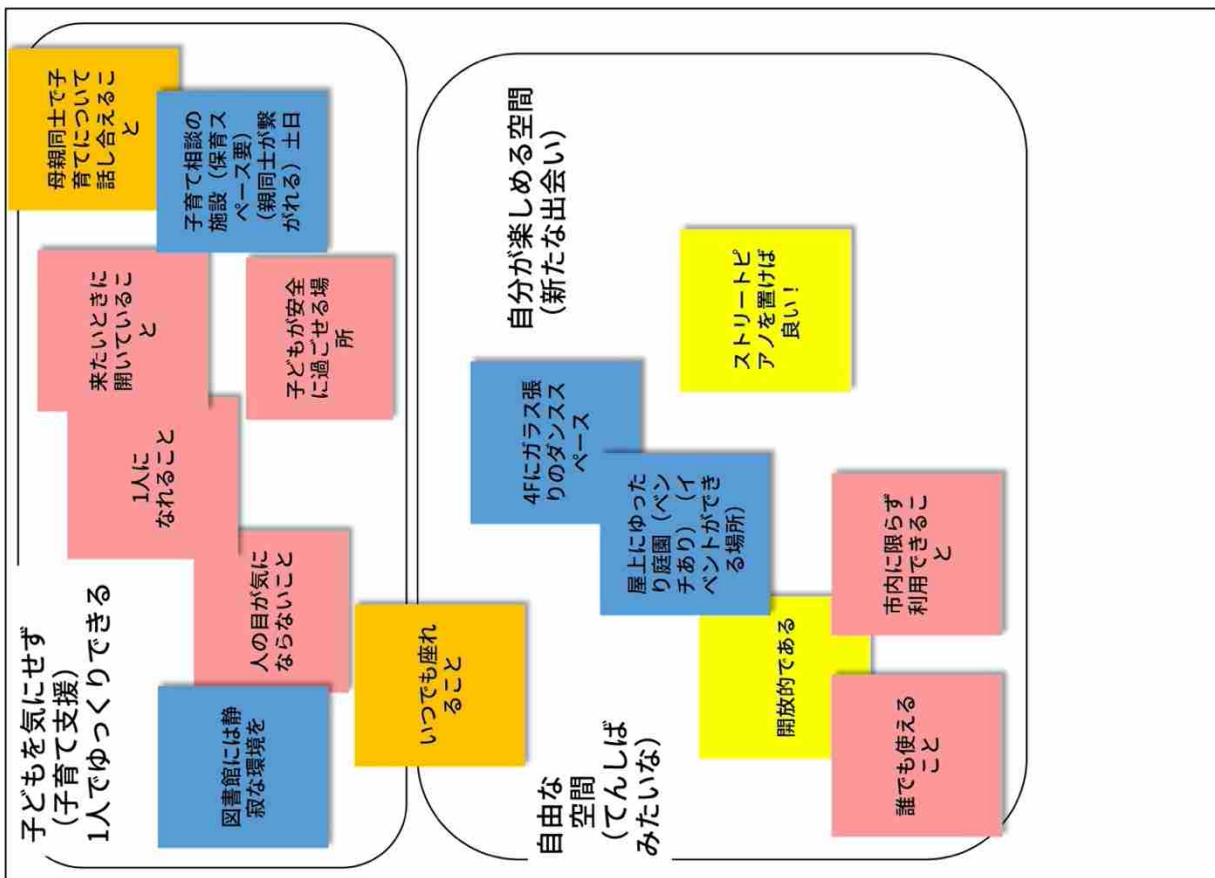 子どもを気にせず
(子育て支援)
1人でゆっくりできる
図書館には静
寂な環境を
人の目が気に
ならないこと
1人に
なれること
来たいときに
開いているこ
と
子どもが安全
に過ごせる場
所
母親同士で子
育てについて
話し合えるこ
と
子育て相談の
施設（保育ス
ペース要）
（親同士が繋
がれる）土日
いつでも座れ
ること
自由な
空間
(てんしば
みたいな)
自分が楽しめる空間
(新たな出会い)
4Fにガラス張
りのダンスス
ペース
屋上にゆった
り庭園（ベン
チあり）（イ
ベントができ
る場所）
ストリートピ
アノを置けば
良い！
開放的である
誰でも使える
こと
市内に限らず
利用できるこ
と